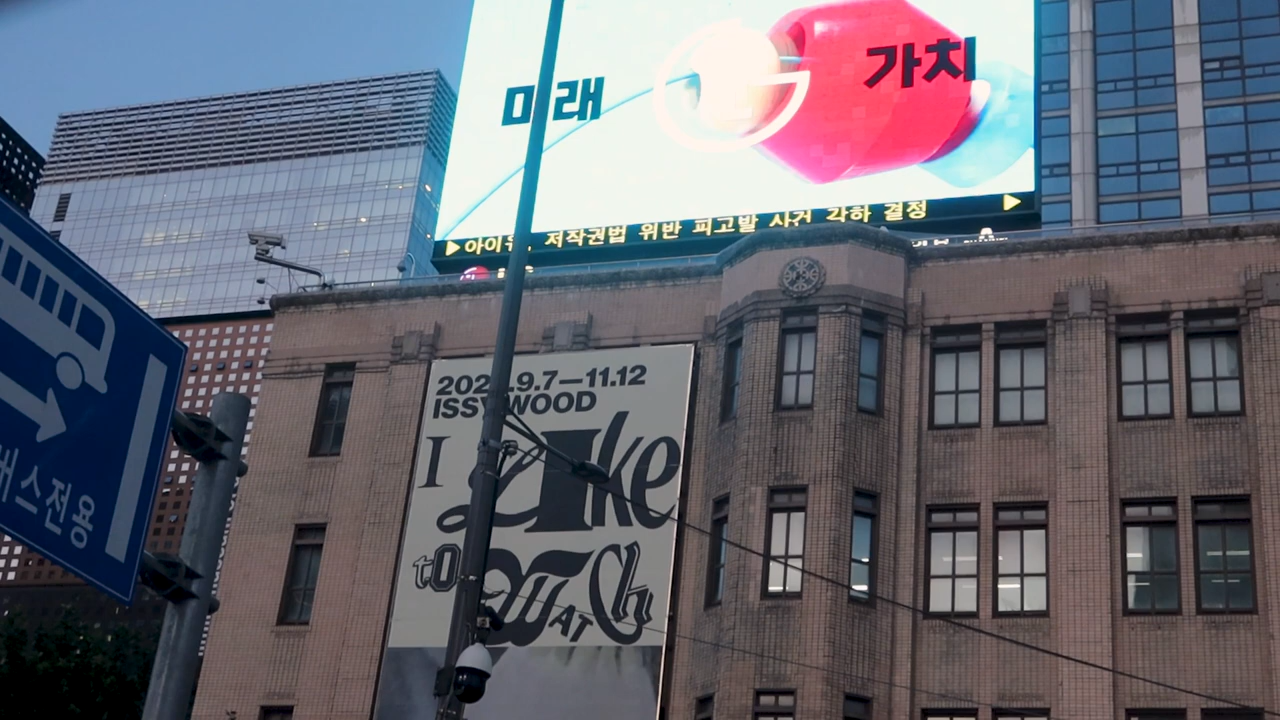 미래 가치
아이유, 저작권법 위반 피고발 사건 각하 결정
202 .9.7—11.12
ISSY WOOD
I Like
to Watch
버스전용